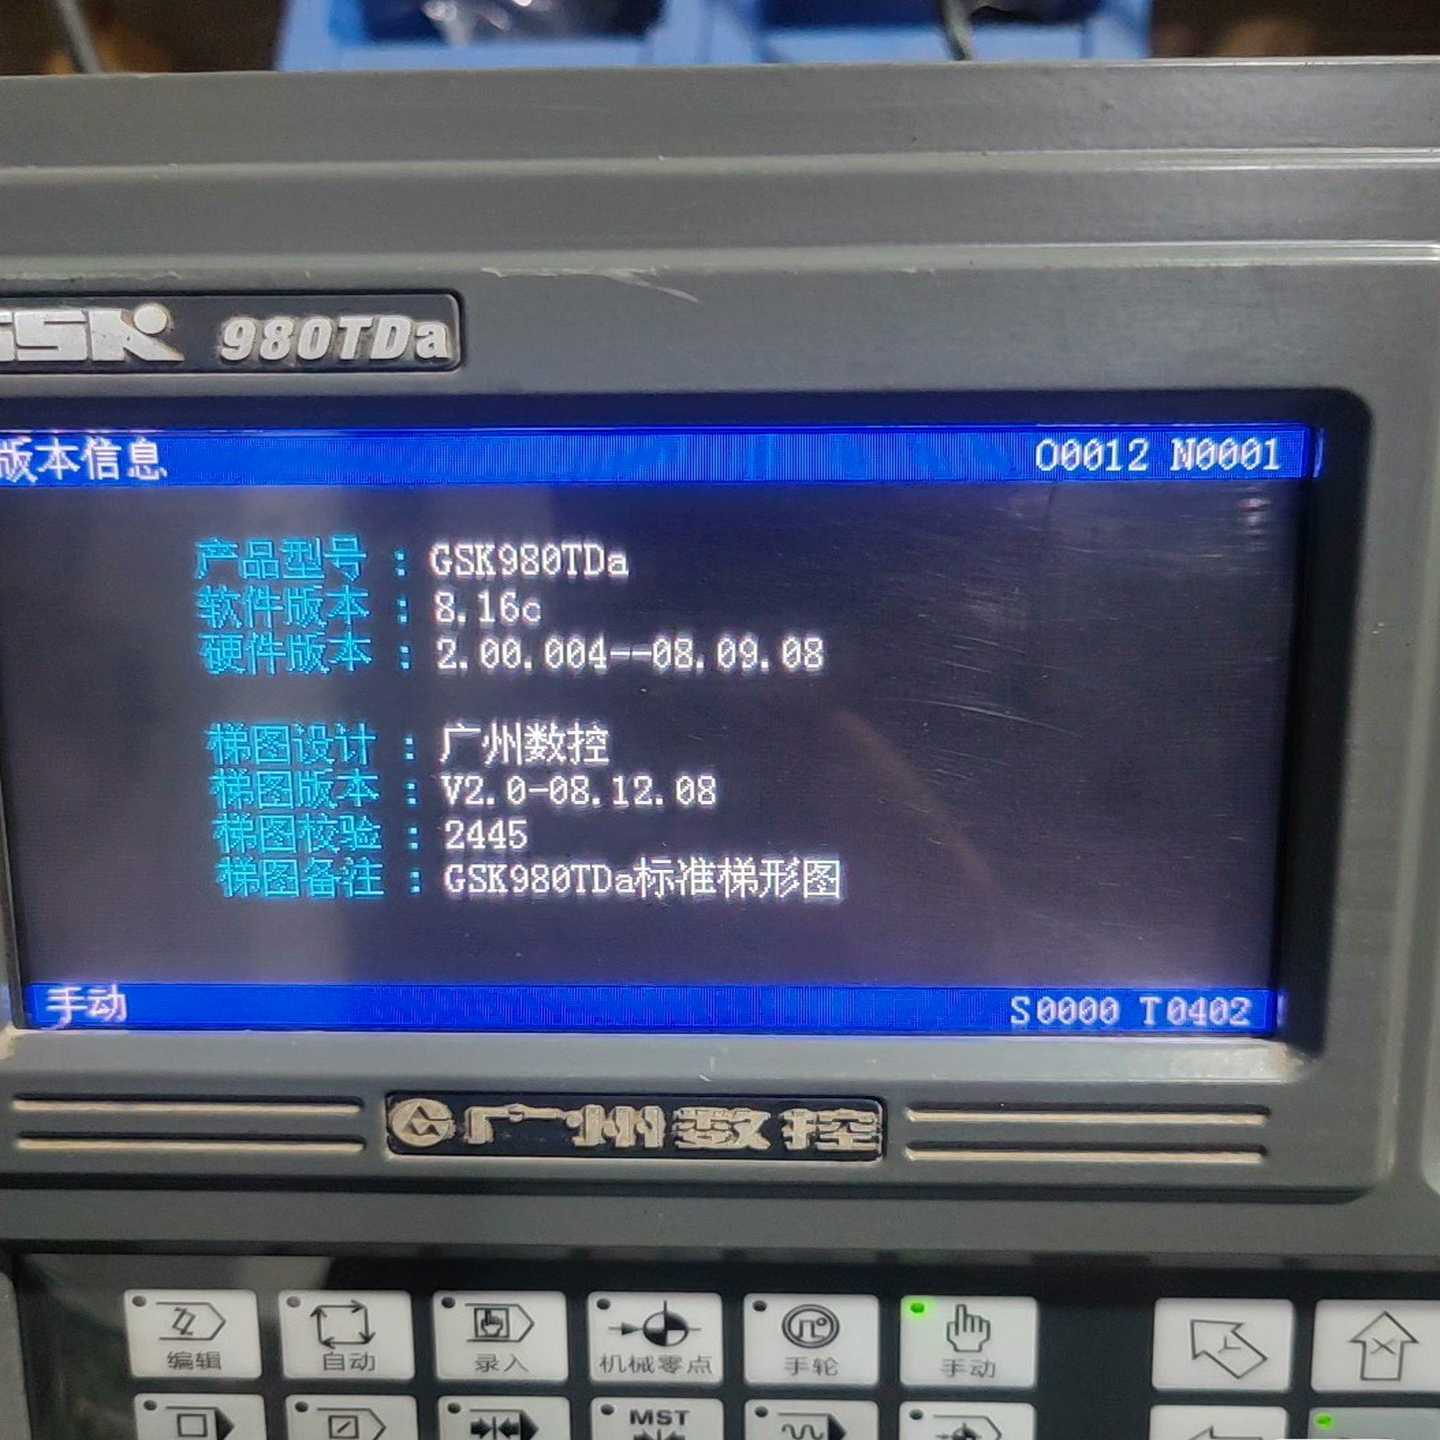 GSK 980TDa
版本信息 O0012 N0001
产品型号 : GSK980TDa
软件版本 : 8.16c
硬件版本 : 2.00.004--08.09.08
梯图设计 : 广州数控
梯图版本 : V2.0-08.12.08
梯图校验 : 2445
梯图备注 : GSK980TDa标准梯形图
手动 S0000 T0402
广州数控
编辑 自动 录入 机械零点 手轮 手动
MST